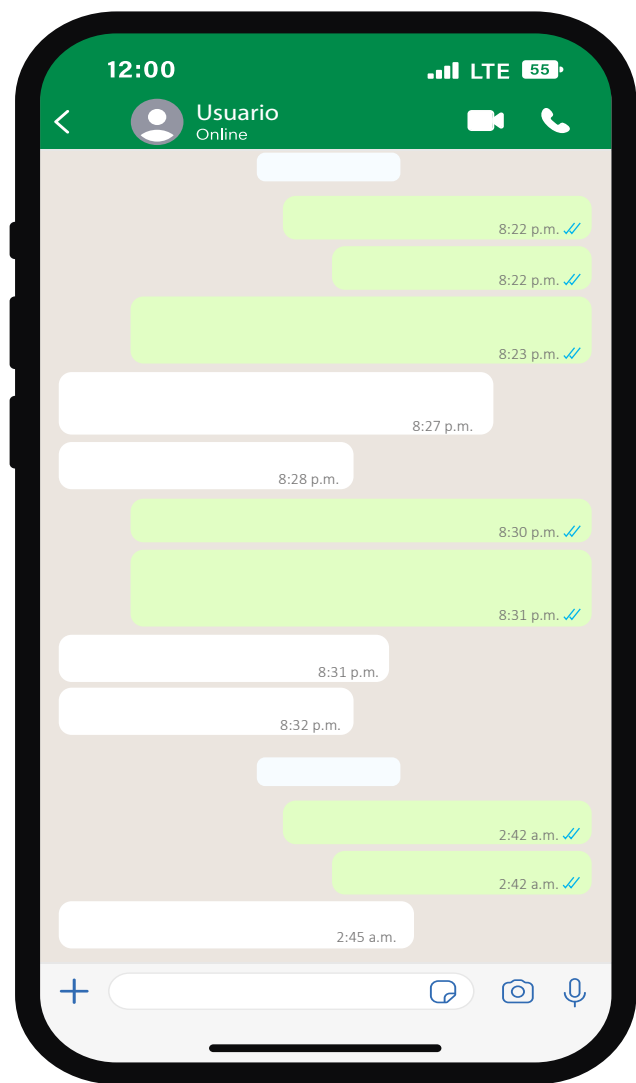 12:00 LTE 55
Usuario
Online
8:22 p.m.
8:22 p.m.
8:23 p.m.
8:27 p.m.
8:28 p.m.
8:30 p.m.
8:31 p.m.
8:31 p.m.
8:32 p.m.
2:42 a.m.
2:42 a.m.
2:45 a.m.